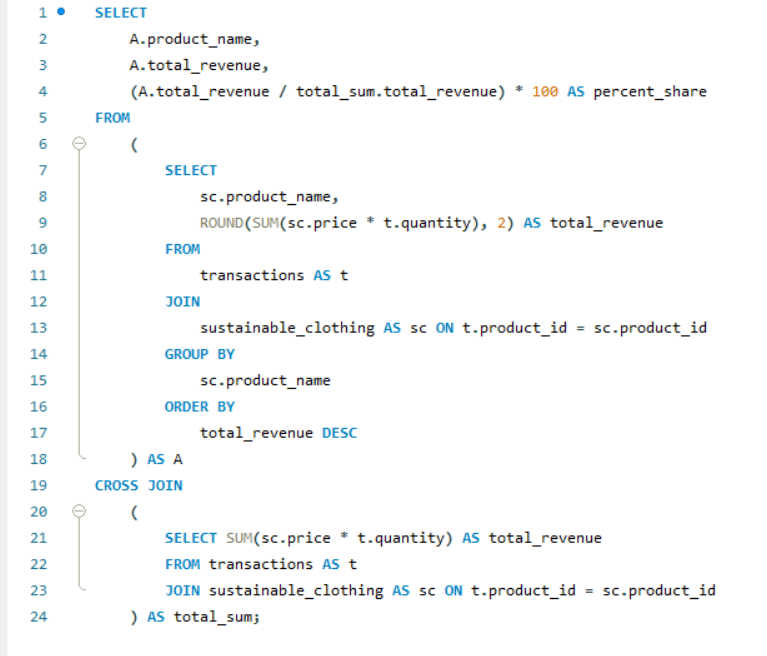 1 SELECT
2 A.product_name,
3 A.total_revenue,
4 (A.total_revenue / total_sum.total_revenue) * 100 AS percent_share
5 FROM
6 (
7 SELECT
8 sc.product_name,
9 ROUND(SUM(sc.price * t.quantity), 2) AS total_revenue
10 FROM
11 transactions AS t
12 JOIN
13 sustainable_clothing AS sc ON t.product_id = sc.product_id
14 GROUP BY
15 sc.product_name
16 ORDER BY
17 total_revenue DESC
18 ) AS A
19 CROSS JOIN
20 (
21 SELECT SUM(sc.price * t.quantity) AS total_revenue
22 FROM transactions AS t
23 JOIN sustainable_clothing AS sc ON t.product_id = sc.product_id
24 ) AS total_sum;